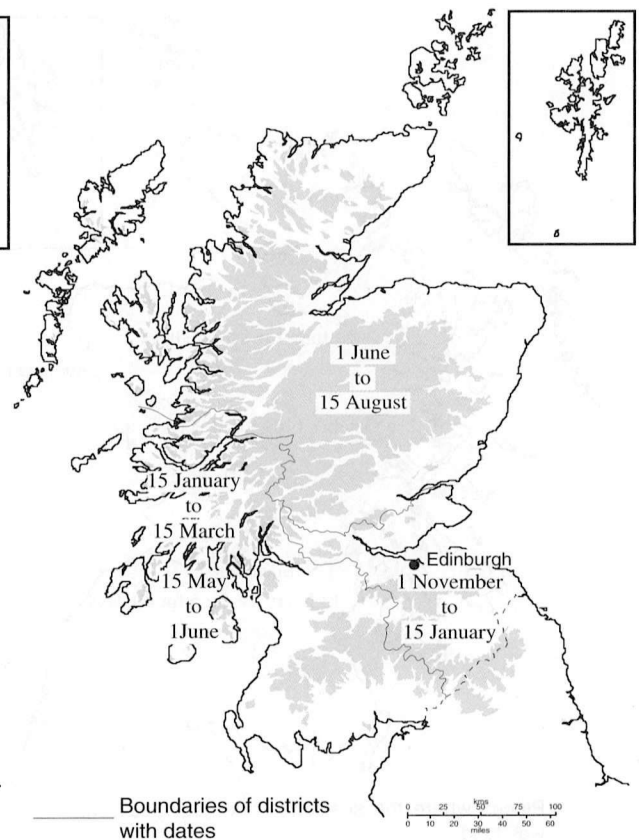 1 June
to
15 August
15 January
to
15 March
15 May
to
1June
Edinburgh
1 November
to
15 January
Boundaries of districts
with dates
kms
0 25 50 75 100
0 10 20 30 40 50 60
miles